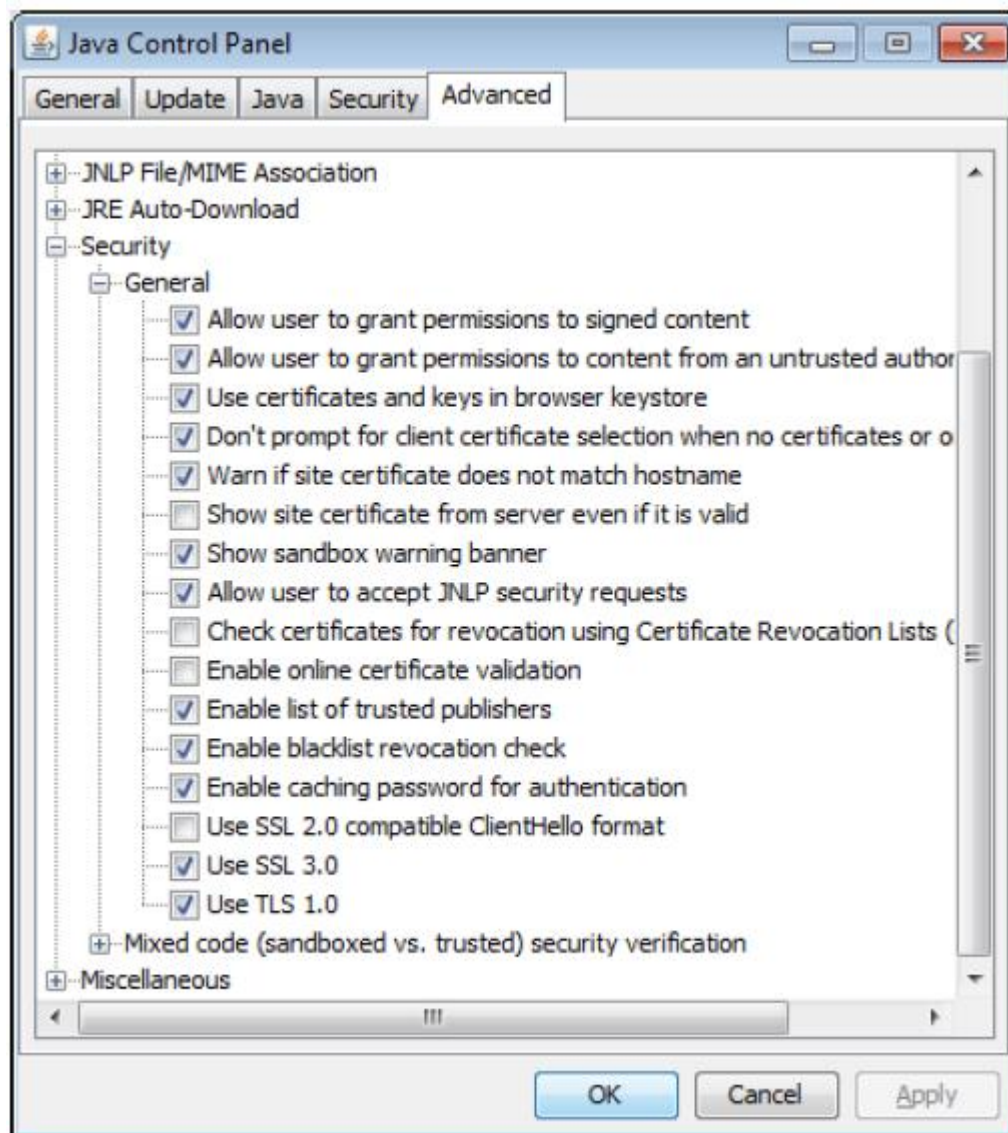 Java Control Panel
General Update Java Security Advanced
JNLP File/MIME Association
JRE Auto-Download
Security
General
Allow user to grant permissions to signed content
Allow user to grant permissions to content from an untrusted author
Use certificates and keys in browser keystore
Don't prompt for client certificate selection when no certificates or o
Warn if site certificate does not match hostname
Show site certificate from server even if it is valid
Show sandbox warning banner
Allow user to accept JNLP security requests
Check certificates for revocation using Certificate Revocation Lists (
Enable online certificate validation
Enable list of trusted publishers
Enable blacklist revocation check
Enable caching password for authentication
Use SSL 2.0 compatible ClientHello format
Use SSL 3.0
Use TLS 1.0
Mixed code (sandboxed vs. trusted) security verification
Miscellaneous
OK Cancel Apply